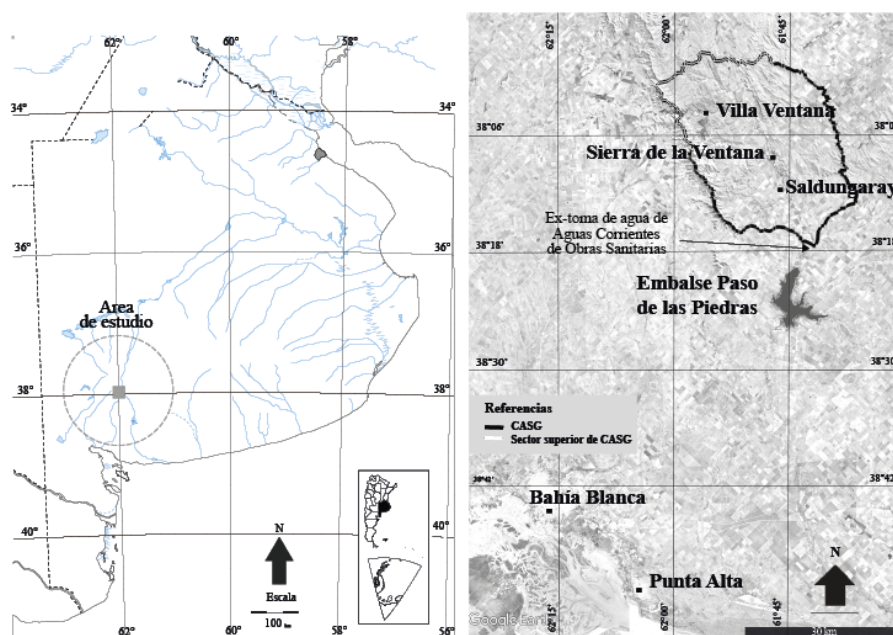 62°
60°
58°
34°
34°
36°
36°
Area
de estudio
38°
38°
40°
40°
N
Escala
100 km
62°
60°
58°
62°15'
62°00
61°45
38°06'
Villa Ventana
Sierra de la Ventana
Saldungaray
Ex-toma de agua de
Aguas Corrientes
de Obras Sanitarias
38°18
Embalse Paso
de las Piedras
38°30
38°30
Referencias
CASG
Sector superior de CASG
38°42
Bahía Blanca
Punta Alta
N
Google Earth
62°15'
62°00
61°45
30 km